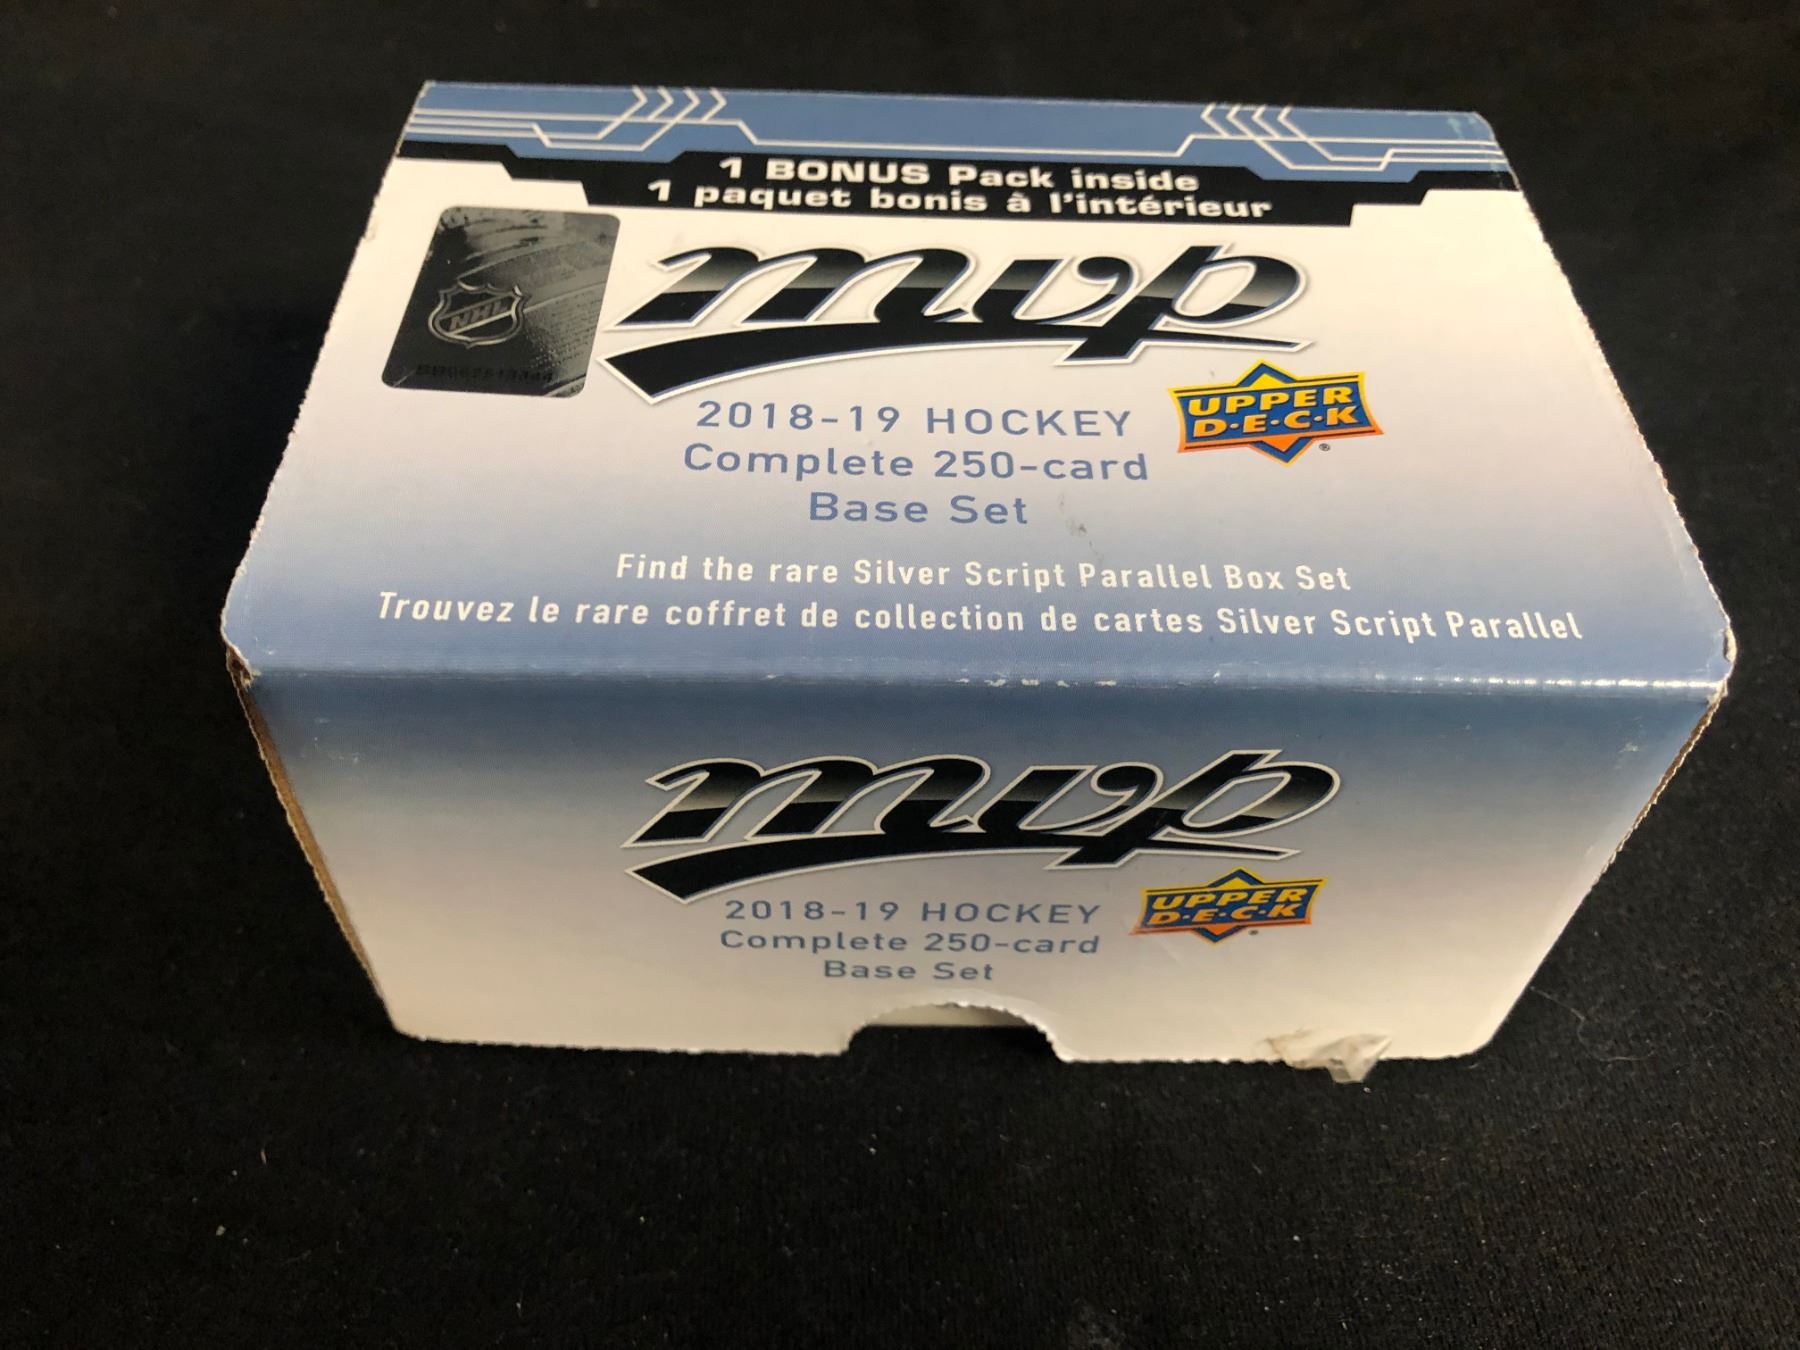 1 BONUS Pack inside
1 paquet bonis à l'intérieur
NHL
mvp
2018-19 HOCKEY
Complete 250-card
Base Set
UPPER
D·E·C·K
®
Find the rare Silver Script Parallel Box Set
Trouvez le rare coffret de collection de cartes Silver Script Parallel
mvp
2018-19 HOCKEY
Complete 250-card
Base Set
UPPER
D·E·C·K